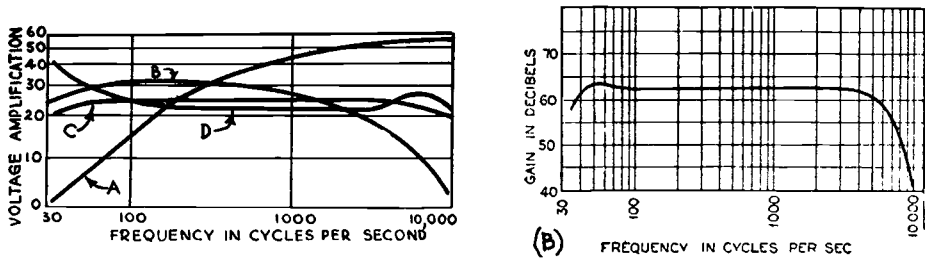 VOLTAGE AMPLIFICATION
60
50
40
30
20
10
0
B
C
D
A
30
100
1000
10,000
FREQUENCY IN CYCLES PER SECOND
GAIN IN DECIBELS
70
60
50
40
30
100
1000
10000
(B)
FREQUENCY IN CYCLES PER SEC